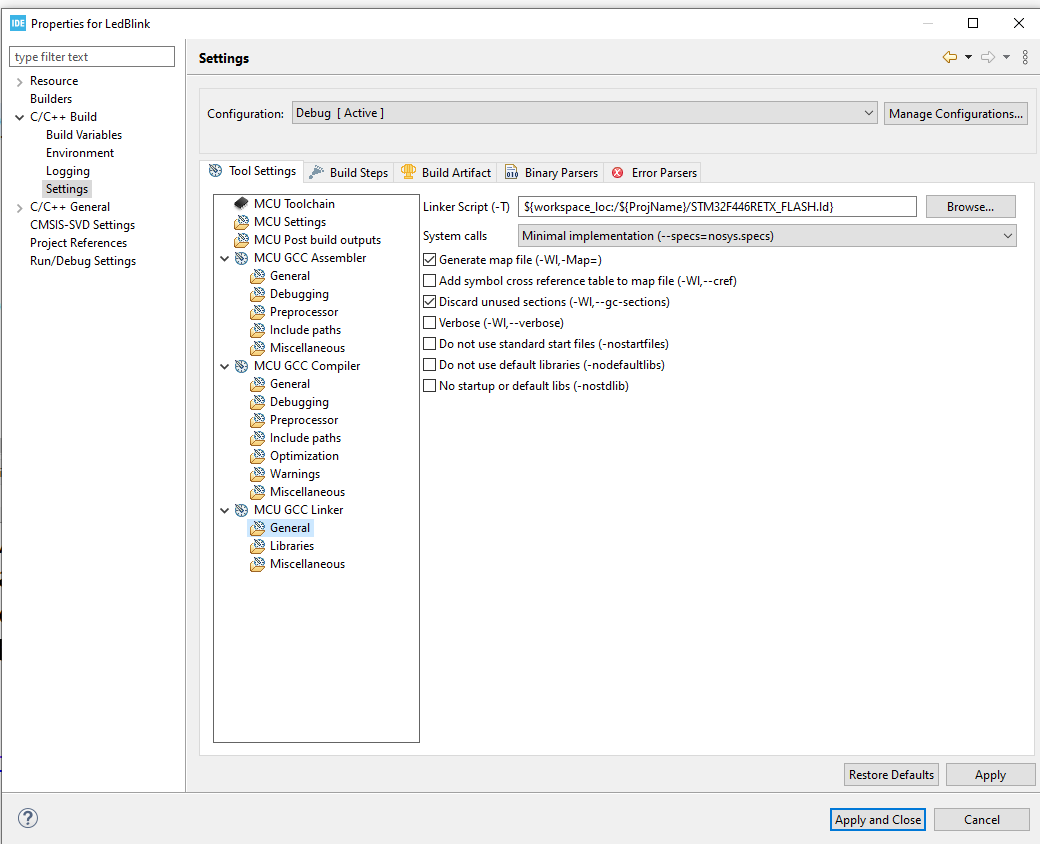 IDE Properties for LedBlink
type filter text
Resource
Builders
C/C++ Build
Build Variables
Environment
Logging
Settings
C/C++ General
CMSIS-SVD Settings
Project References
Run/Debug Settings
Settings
Configuration: Debug [ Active ] Manage Configurations...
Tool Settings Build Steps Build Artifact 010 Binary Parsers Error Parsers
MCU Toolchain
MCU Settings
MCU Post build outputs
MCU GCC Assembler
General
Debugging
Preprocessor
Include paths
Miscellaneous
MCU GCC Compiler
General
Debugging
Preprocessor
Include paths
Optimization
Warnings
Miscellaneous
MCU GCC Linker
General
Libraries
Miscellaneous
Linker Script (-T) ${workspace_loc:/${ProjName}/STM32F446RETX_FLASH.ld} Browse...
System calls Minimal implementation (--specs=nosys.specs)
Generate map file (-Wl,-Map=)
Add symbol cross reference table to map file (-Wl,--cref)
Discard unused sections (-Wl,--gc-sections)
Verbose (-Wl,--verbose)
Do not use standard start files (-nostartfiles)
Do not use default libraries (-nodefaultlibs)
No startup or default libs (-nostdlib)
Restore Defaults Apply
? Apply and Close Cancel